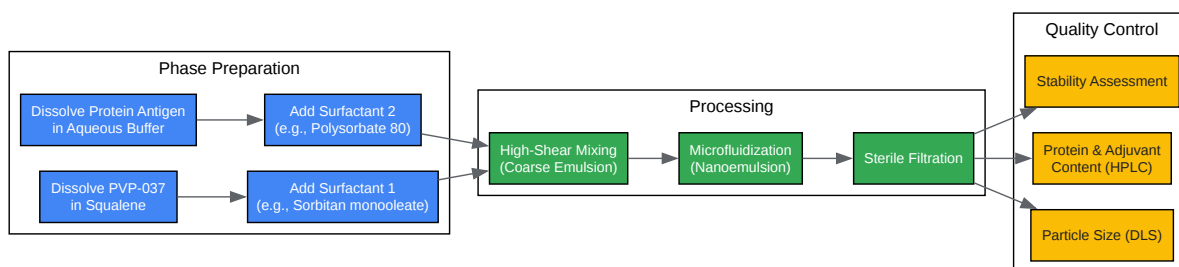 Phase Preparation
Dissolve Protein Antigen
in Aqueous Buffer
Add Surfactant 2
(e.g., Polysorbate 80)
Dissolve PVP-037
in Squalene
Add Surfactant 1
(e.g., Sorbitan monooleate)
Processing
High-Shear Mixing
(Coarse Emulsion)
Microfluidization
(Nanoemulsion)
Sterile Filtration
Quality Control
Stability Assessment
Protein & Adjuvant
Content (HPLC)
Particle Size (DLS)